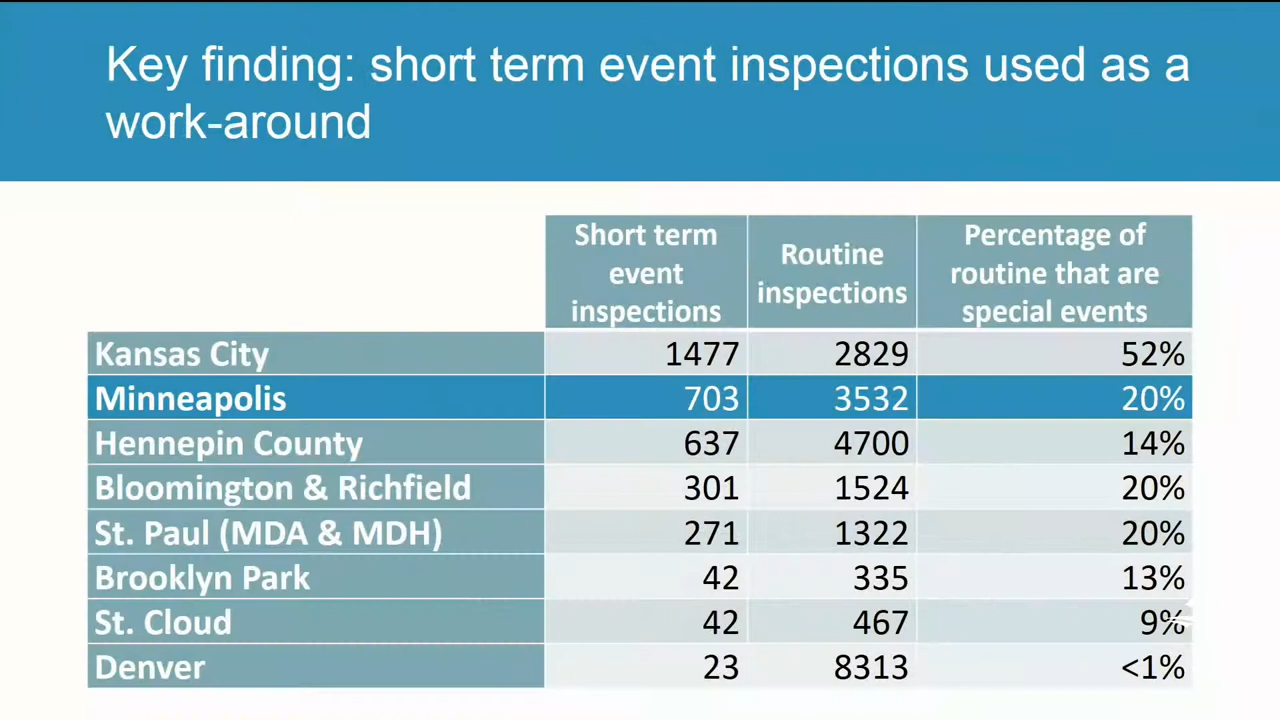 Key finding: short term event inspections used as a
work-around
Short term
event
inspections
Routine
inspections
Percentage of
routine that are
special events
Kansas City 1477 2829 52%
Minneapolis 703 3532 20%
Hennepin County 637 4700 14%
Bloomington & Richfield 301 1524 20%
St. Paul (MDA & MDH) 271 1322 20%
Brooklyn Park 42 335 13%
St. Cloud 42 467 9%
Denver 23 8313 <1%